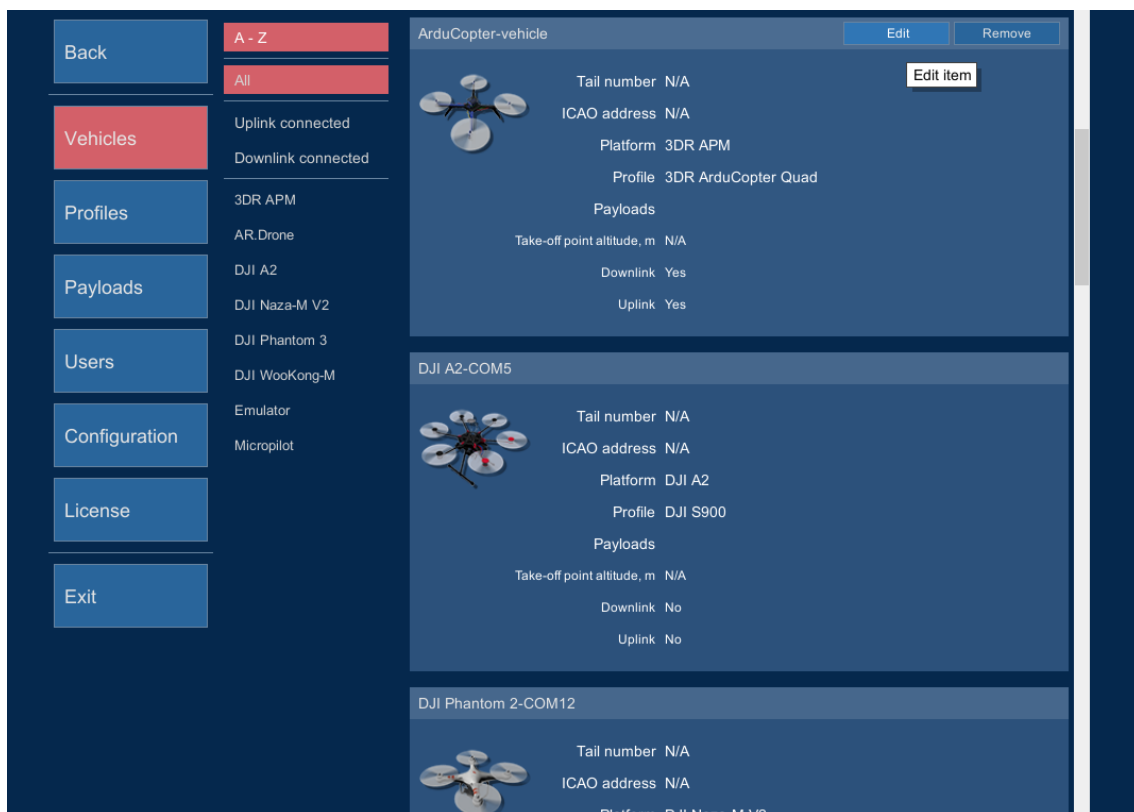 Back
Vehicles
Profiles
Payloads
Users
Configuration
License
Exit
A - Z
All
Uplink connected
Downlink connected
3DR APM
AR.Drone
DJI A2
DJI Naza-M V2
DJI Phantom 3
DJI WooKong-M
Emulator
Micropilot
ArduCopter-vehicle Edit Remove
Edit item
Tail number N/A
ICAO address N/A
Platform 3DR APM
Profile 3DR ArduCopter Quad
Payloads
Take-off point altitude, m N/A
Downlink Yes
Uplink Yes
DJI A2-COM5
Tail number N/A
ICAO address N/A
Platform DJI A2
Profile DJI S900
Payloads
Take-off point altitude, m N/A
Downlink No
Uplink No
DJI Phantom 2-COM12
Tail number N/A
ICAO address N/A
Platform DJI Naza-M V2